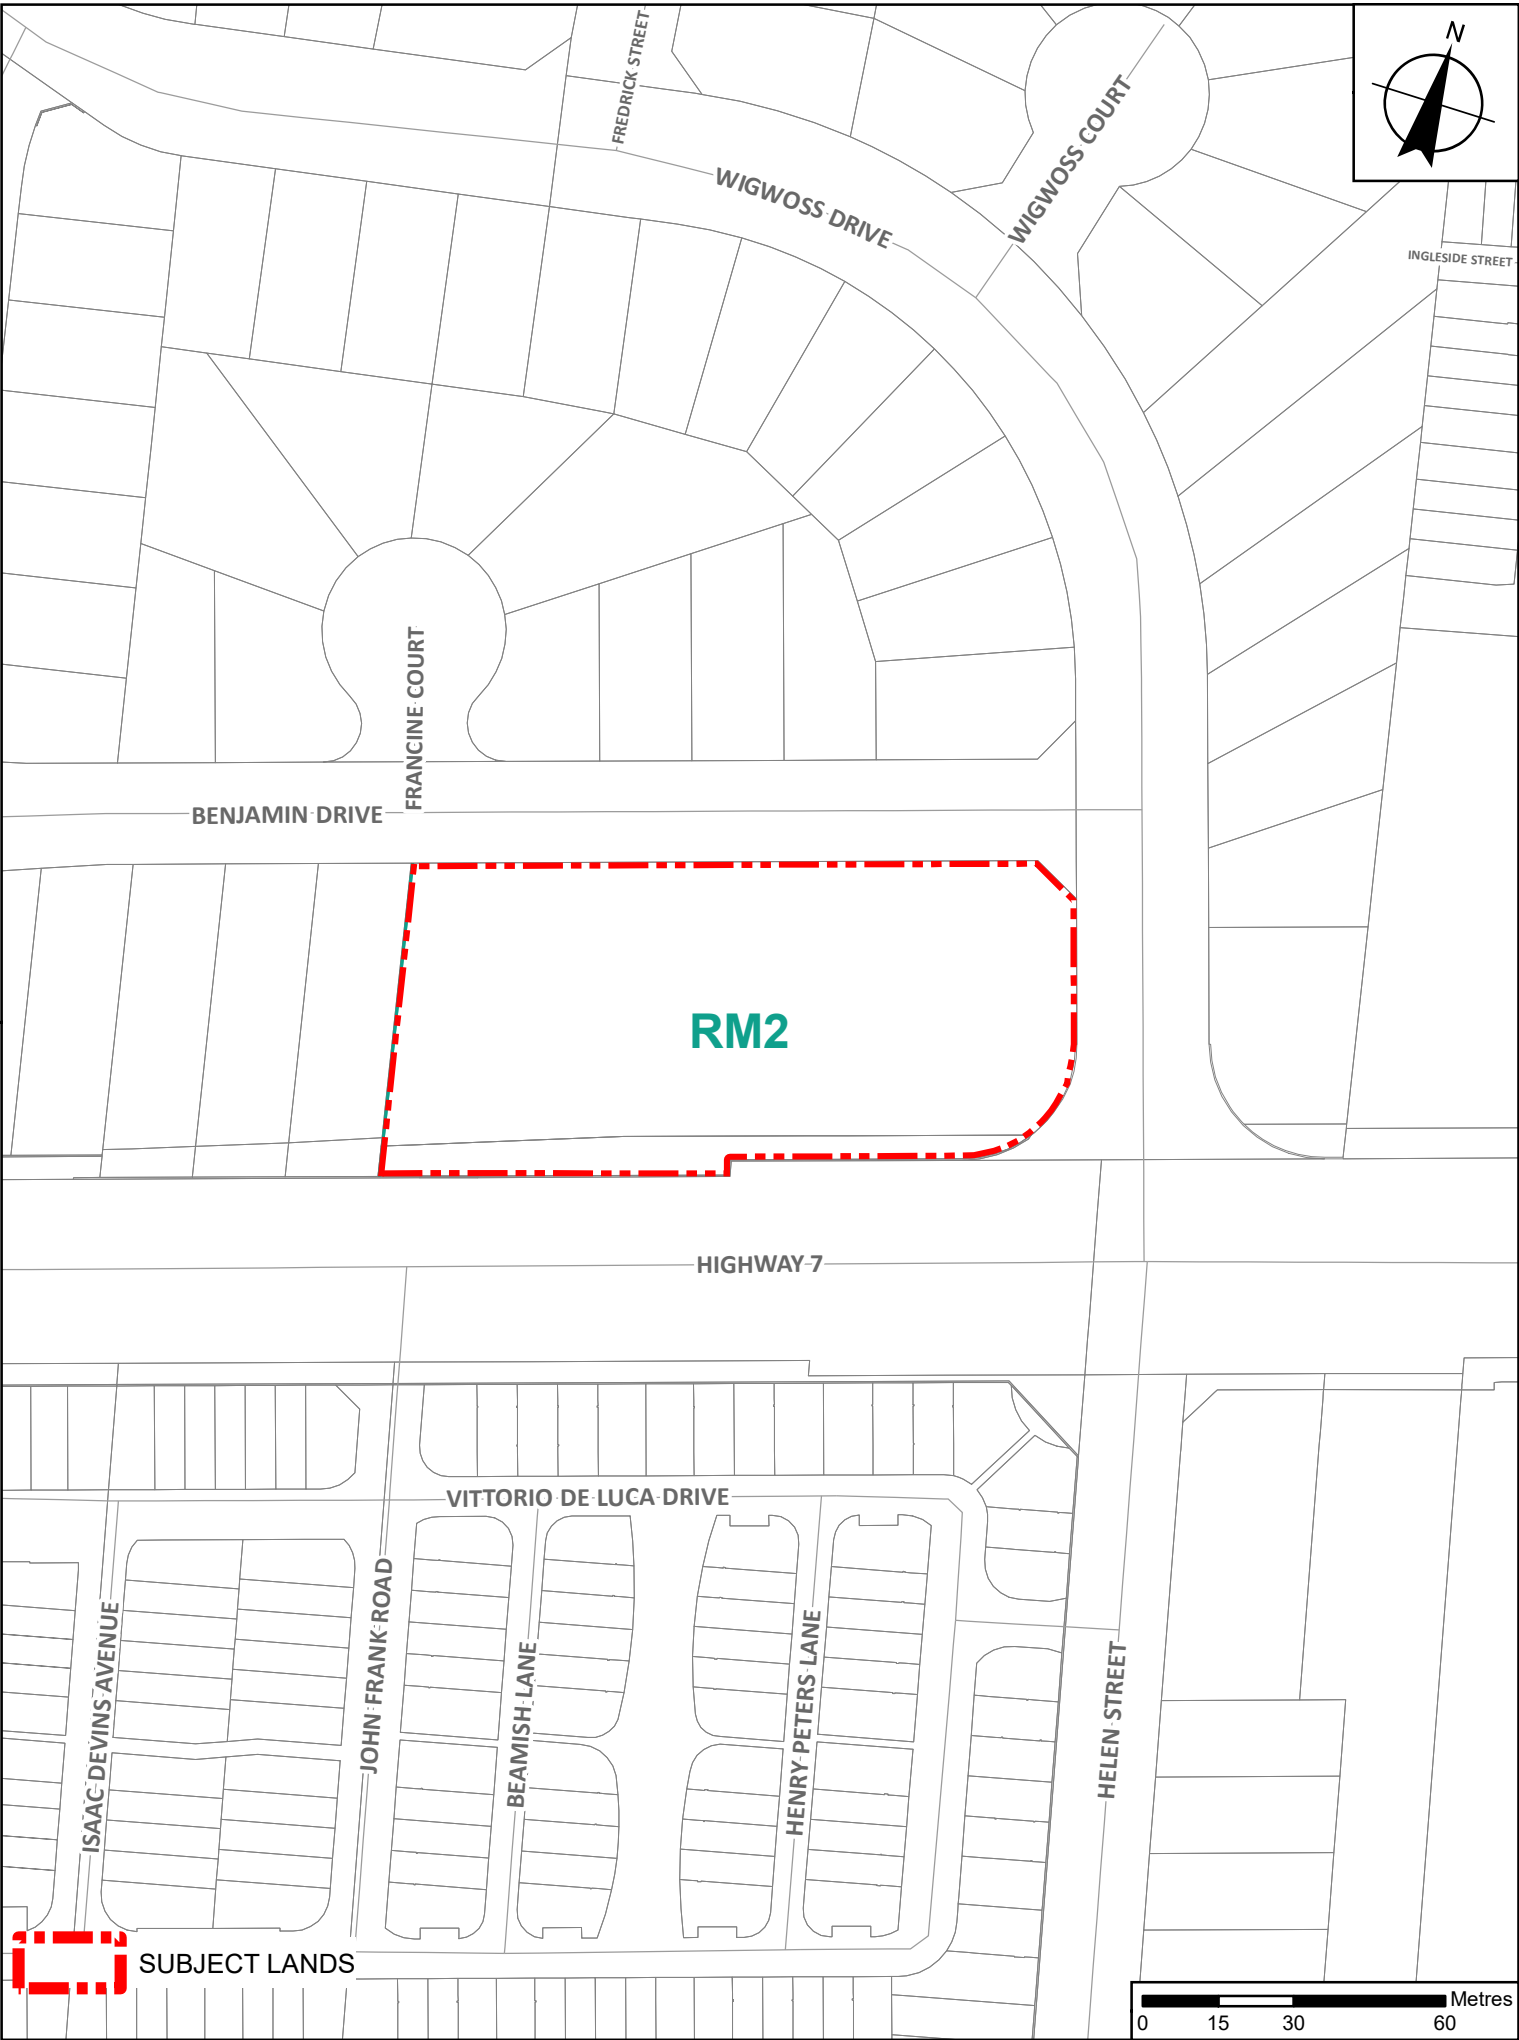 N
FREDRICK STREET
WIGWOSS DRIVE
WIGWOSS COURT
INGLESIDE STREET
FRANCINE COURT
BENJAMIN DRIVE
RM2
HIGHWAY 7
VITTORIO DE LUCA DRIVE
ISAAC DEVINS AVENUE
JOHN FRANK ROAD
BEAMISH LANE
HENRY PETERS LANE
HELEN STREET
SUBJECT LANDS
Metres
0 15 30 60